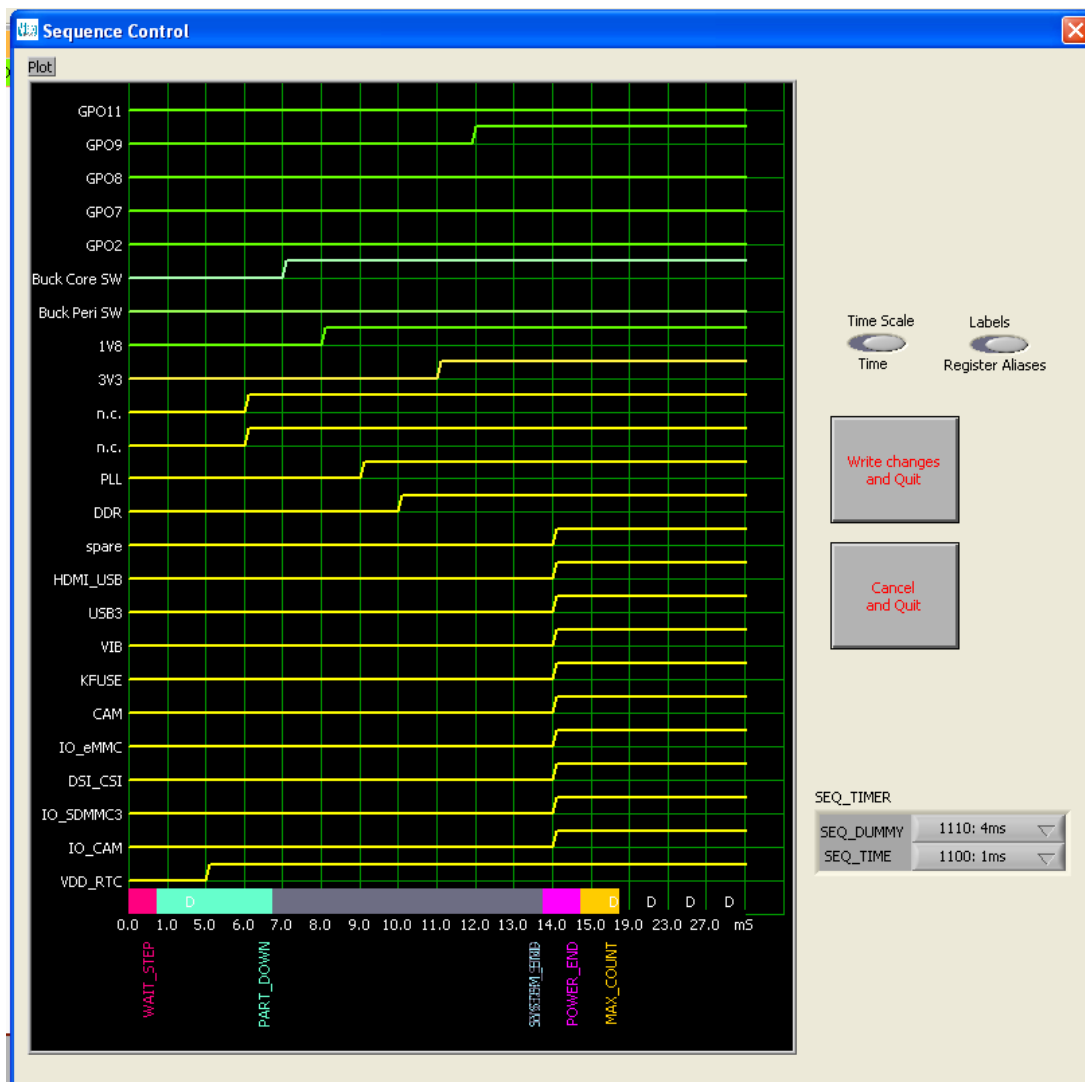 Sequence Control
Plot
GPO11
GPO9
GPO8
GPO7
GPO2
Buck Core SW
Buck Peri SW
1V8
3V3
n.c.
n.c.
PLL
DDR
spare
HDMI_USB
USB3
VIB
KFUSE
CAM
IO_eMMC
DSI_CSI
IO_SDMMC3
IO_CAM
VDD_RTC
D D D D D
0.0 1.0 5.0 6.0 7.0 8.0 9.0 10.0 11.0 12.0 13.0 14.0 15.0 19.0 23.0 27.0 mS
WAIT_STEP
PART_DOWN
POWER_END
MAX_COUNT
Time Scale
Time
Labels
Register Aliases
Write changes
and Quit
Cancel
and Quit
SEQ_TIMER
SEQ_DUMMY 1110: 4ms
SEQ_TIME 1100: 1ms